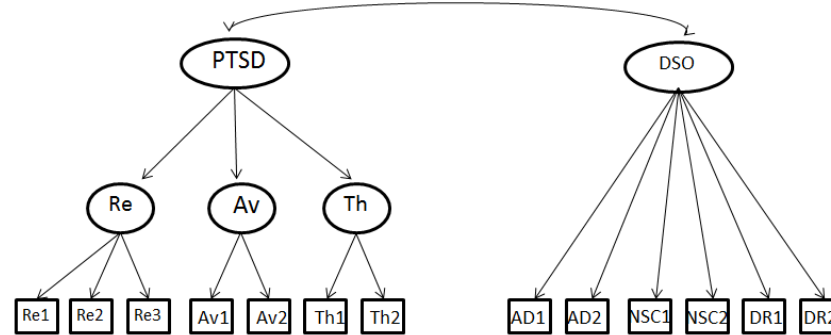 PTSD
DSO
Re Av Th
Re1 Re2 Re3 Av1 Av2 Th1 Th2 AD1 AD2 NSC1 NSC2 DR1 DR2